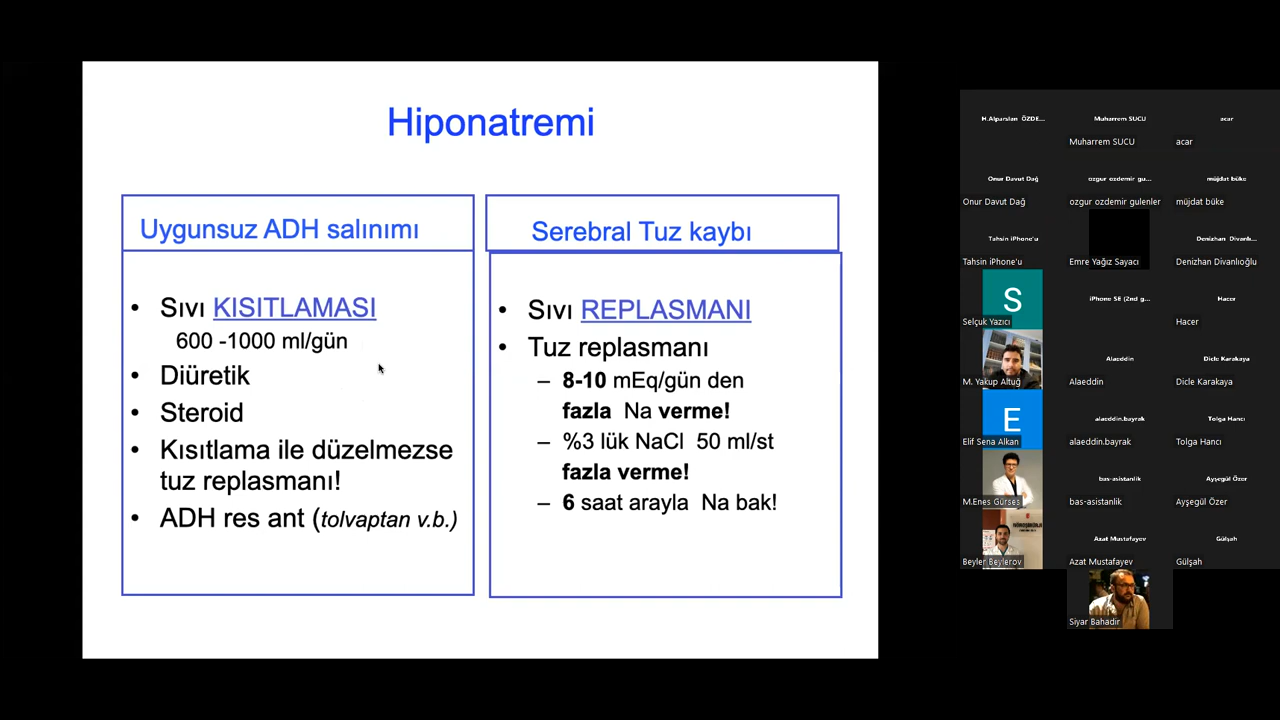 Hiponatremi
Uygunsuz ADH salınımı
• Sıvı KISITLAMASI
600 -1000 ml/gün
• Diüretik
• Steroid
• Kısıtlama ile düzelmezse
tuz replasmanı!
• ADH res ant (tolvaptan v.b.)
Serebral Tuz kaybı
• Sıvı REPLASMANI
• Tuz replasmanı
– 8-10 mEq/gün den
fazla Na verme!
– %3 lük NaCl 50 ml/st
fazla verme!
– 6 saat arayla Na bak!
H.Alparslan ÖZDE...
Muharrem SUCU
acar
Muharrem SUCU
acar
Onur Davut Dağ
ozgur ozdemir gu...
müjdat büke
Onur Davut Dağ
ozgur ozdemir gulenler
müjdat büke
Tahsin iPhone'u
Denizhan Divanlı...
Tahsin iPhone'u
Emre Yağız Sayacı
Denizhan Divanlıoğlu
S
iPhone SE (2nd g...
Hacer
Selçuk Yazıcı
Hacer
Alaeddin
Dicle Karakaya
M. Yakup Altuğ
Alaeddin
Dicle Karakaya
E
alaeddin.bayrak
Tolga Hancı
Elif Sena Alkan
alaeddin.bayrak
Tolga Hancı
bas-asistanlik
Ayşegül Özer
M.Enes Gürses
bas-asistanlik
Ayşegül Özer
Azat Mustafayev
Gülşah
Beyler Beylerov
Azat Mustafayev
Gülşah
Siyar Bahadir